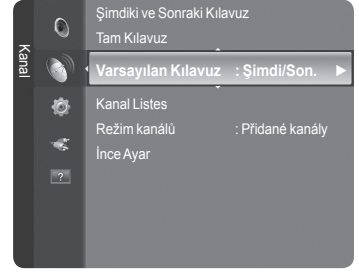 Kanal
Şimdiki ve Sonraki Kılavuz
Tam Kılavuz
Varsayılan Kılavuz : Şimdi/Son.
Kanal Listes
Režim kanálů : Přidané kanály
İnce Ayar
?